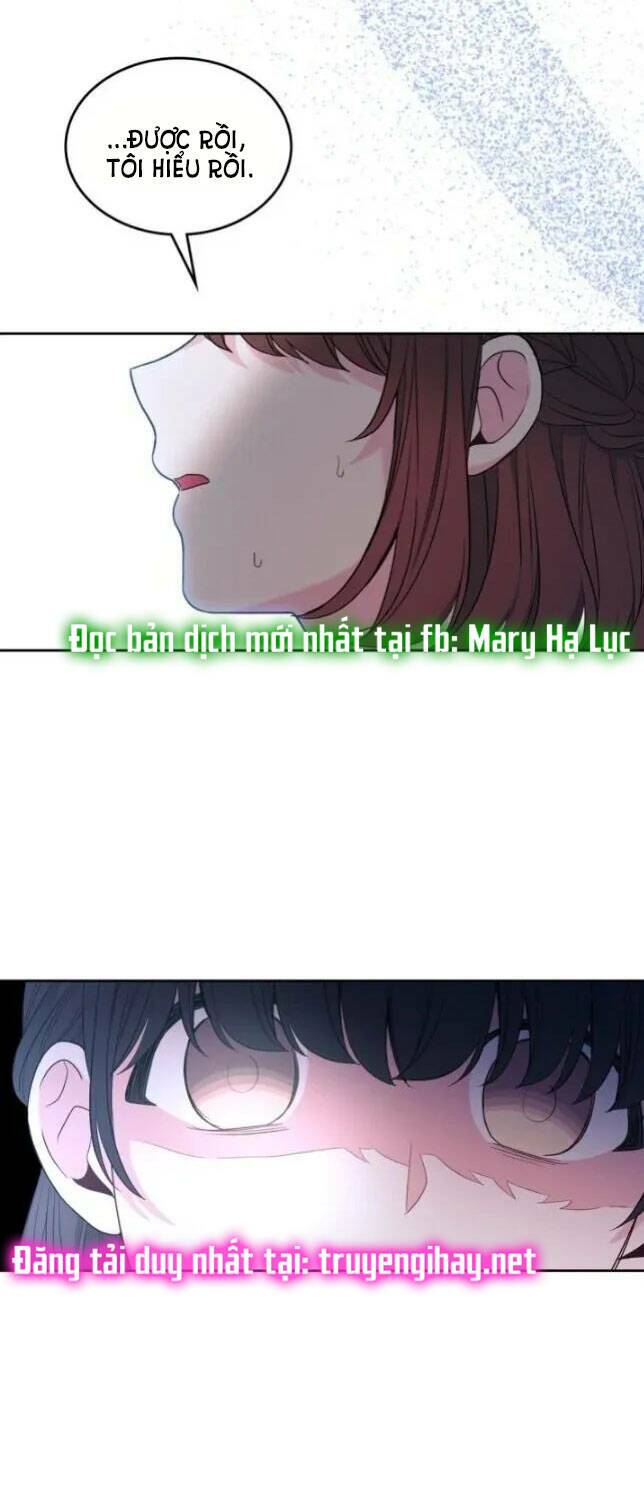 ...ĐƯỢC RỒI,
TÔI HIỂU RỒI.
Đọc bản dịch mới nhất tại fb: Mary Hạ Lục
Đăng tải duy nhất tại: truyengihay.net